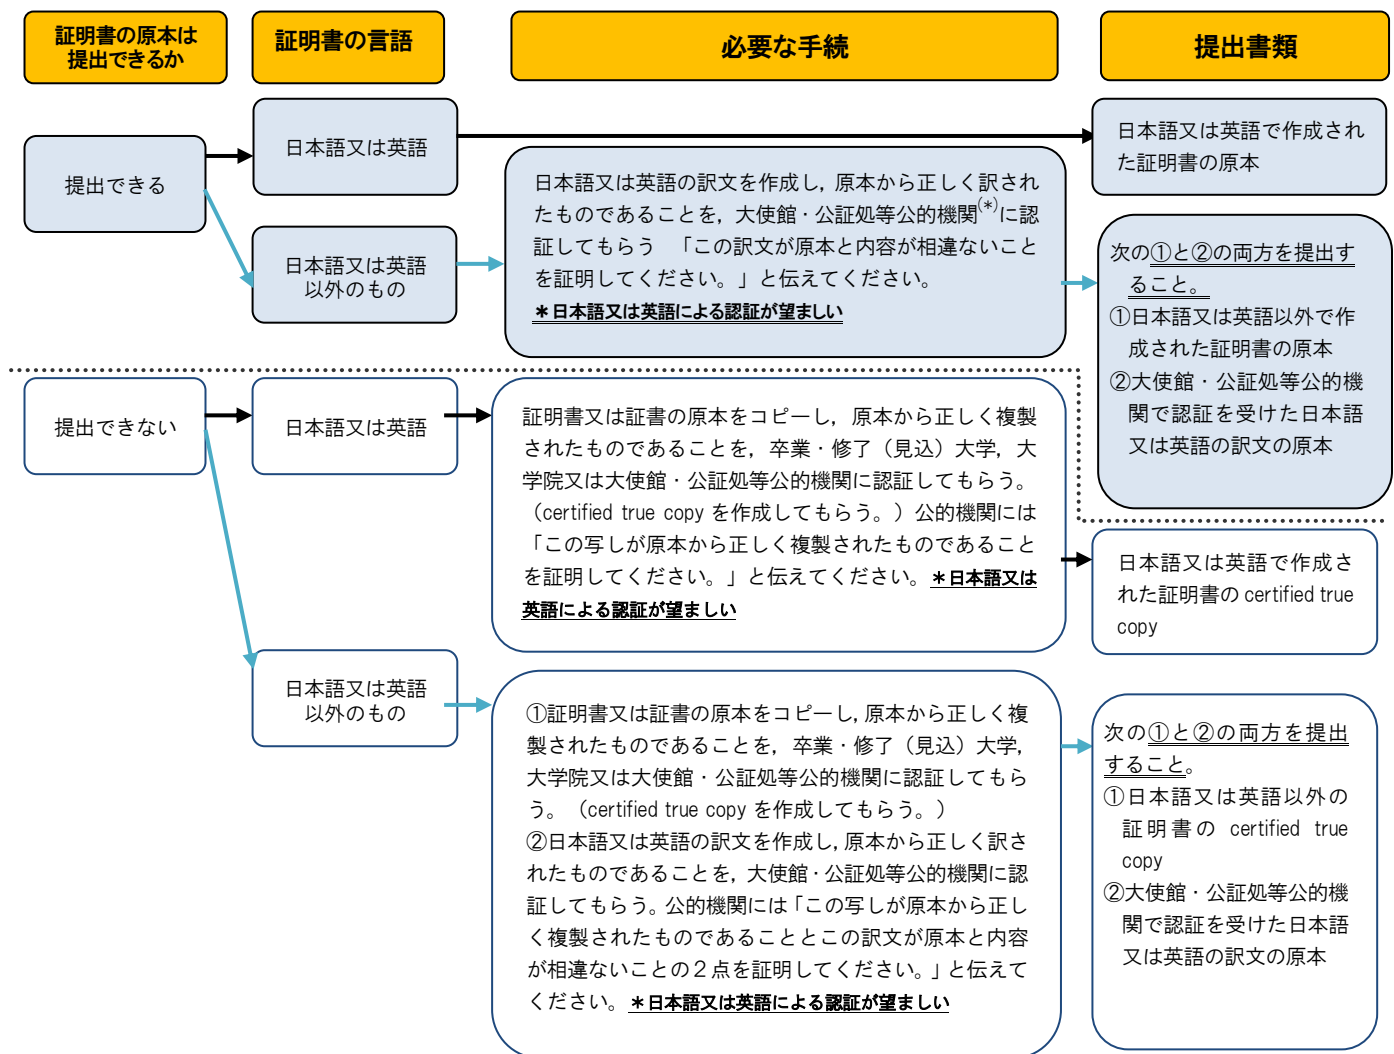 証明書の原本は
提出できるか
証明書の言語
必要な手続
提出書類
提出できる
日本語又は英語
日本語又は英語で作成され
た証明書の原本
日本語又は英語
以外のもの
日本語又は英語の訳文を作成し，原本から正しく訳され
たものであることを，大使館・公証処等公的機関(*)に認
証してもらう　「この訳文が原本と内容が相違ないこと
を証明してください。」と伝えてください。
＊日本語又は英語による認証が望ましい
次の①と②の両方を提出す
ること。
①日本語又は英語以外で作
成された証明書の原本
②大使館・公証処等公的機
関で認証を受けた日本語
又は英語の訳文の原本
提出できない
日本語又は英語
証明書又は証書の原本をコピーし，原本から正しく複製
されたものであることを，卒業・修了（見込）大学，大
学院又は大使館・公証処等公的機関に認証してもらう。
（certified true copy を作成してもらう。）公的機関には
「この写しが原本から正しく複製されたものであること
を証明してください。」と伝えてください。＊日本語又は
英語による認証が望ましい
日本語又は英語で作成さ
れた証明書の certified true
copy
日本語又は英語
以外のもの
①証明書又は証書の原本をコピーし，原本から正しく複
製されたものであることを，卒業・修了（見込）大学，
大学院又は大使館・公証処等公的機関に認証してもら
う。（certified true copy を作成してもらう。）
②日本語又は英語の訳文を作成し，原本から正しく訳さ
れたものであることを，大使館・公証処等公的機関に認
証してもらう。公的機関には「この写しが原本から正し
く複製されたものであることとこの訳文が原本と内容
が相違ないことの２点を証明してください。」と伝えて
ください。＊日本語又は英語による認証が望ましい
次の①と②の両方を提出
すること。
①日本語又は英語以外の
証明書の certified true
copy
②大使館・公証処等公的機
関で認証を受けた日本語
又は英語の訳文の原本